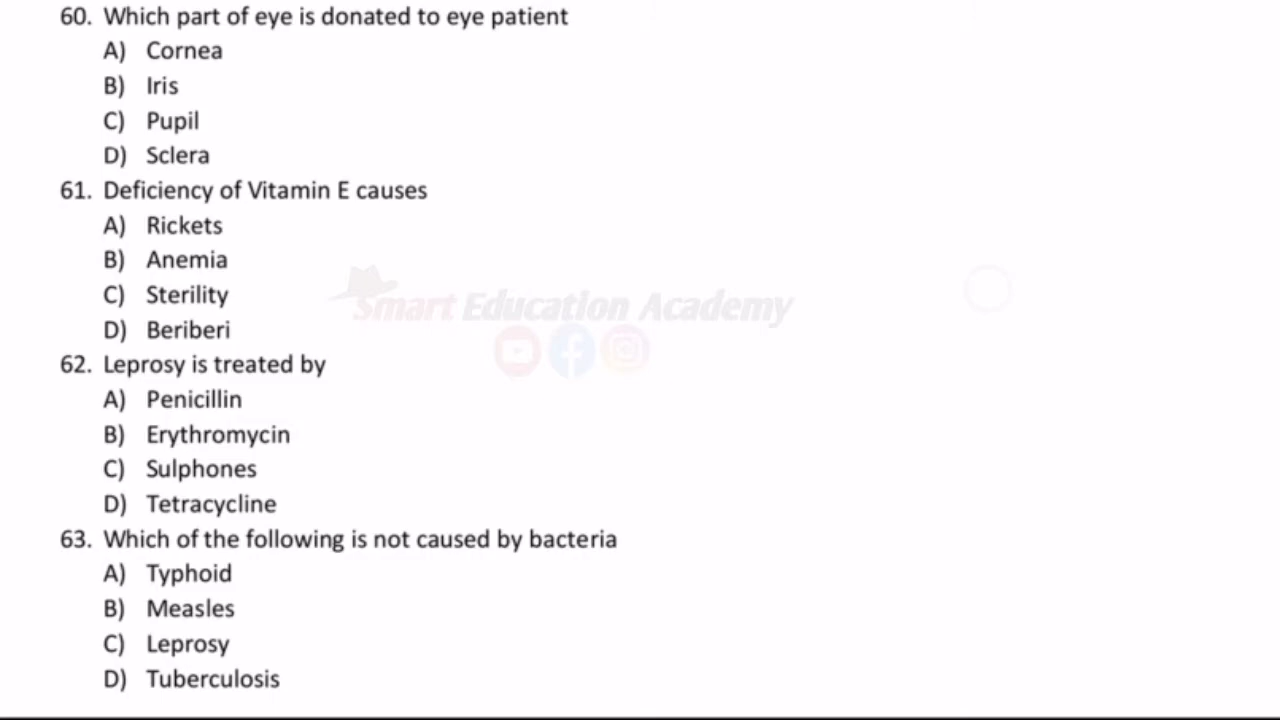 60. Which part of eye is donated to eye patient
A) Cornea
B) Iris
C) Pupil
D) Sclera
61. Deficiency of Vitamin E causes
A) Rickets
B) Anemia
C) Sterility
D) Beriberi
Smart Education Academy
62. Leprosy is treated by
A) Penicillin
B) Erythromycin
C) Sulphones
D) Tetracycline
63. Which of the following is not caused by bacteria
A) Typhoid
B) Measles
C) Leprosy
D) Tuberculosis